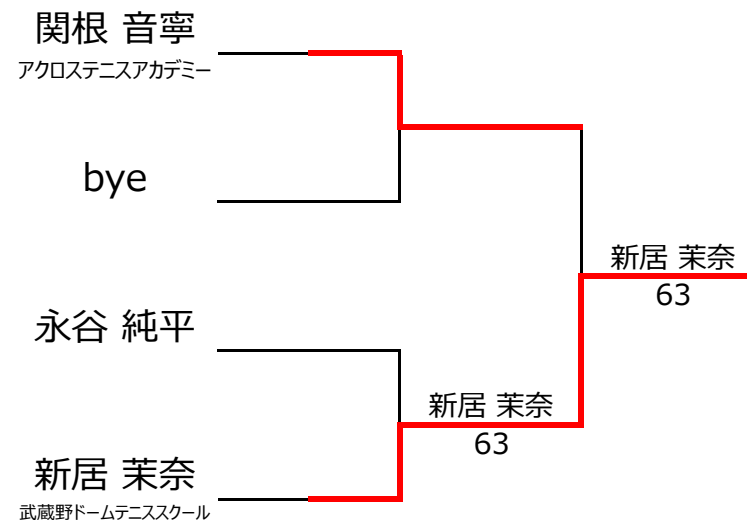 関根 音寧
アクロステニスアカデミー
bye
新居 茉奈
63
永谷 純平
新居 茉奈
63
新居 茉奈
武蔵野ドームテニススクール